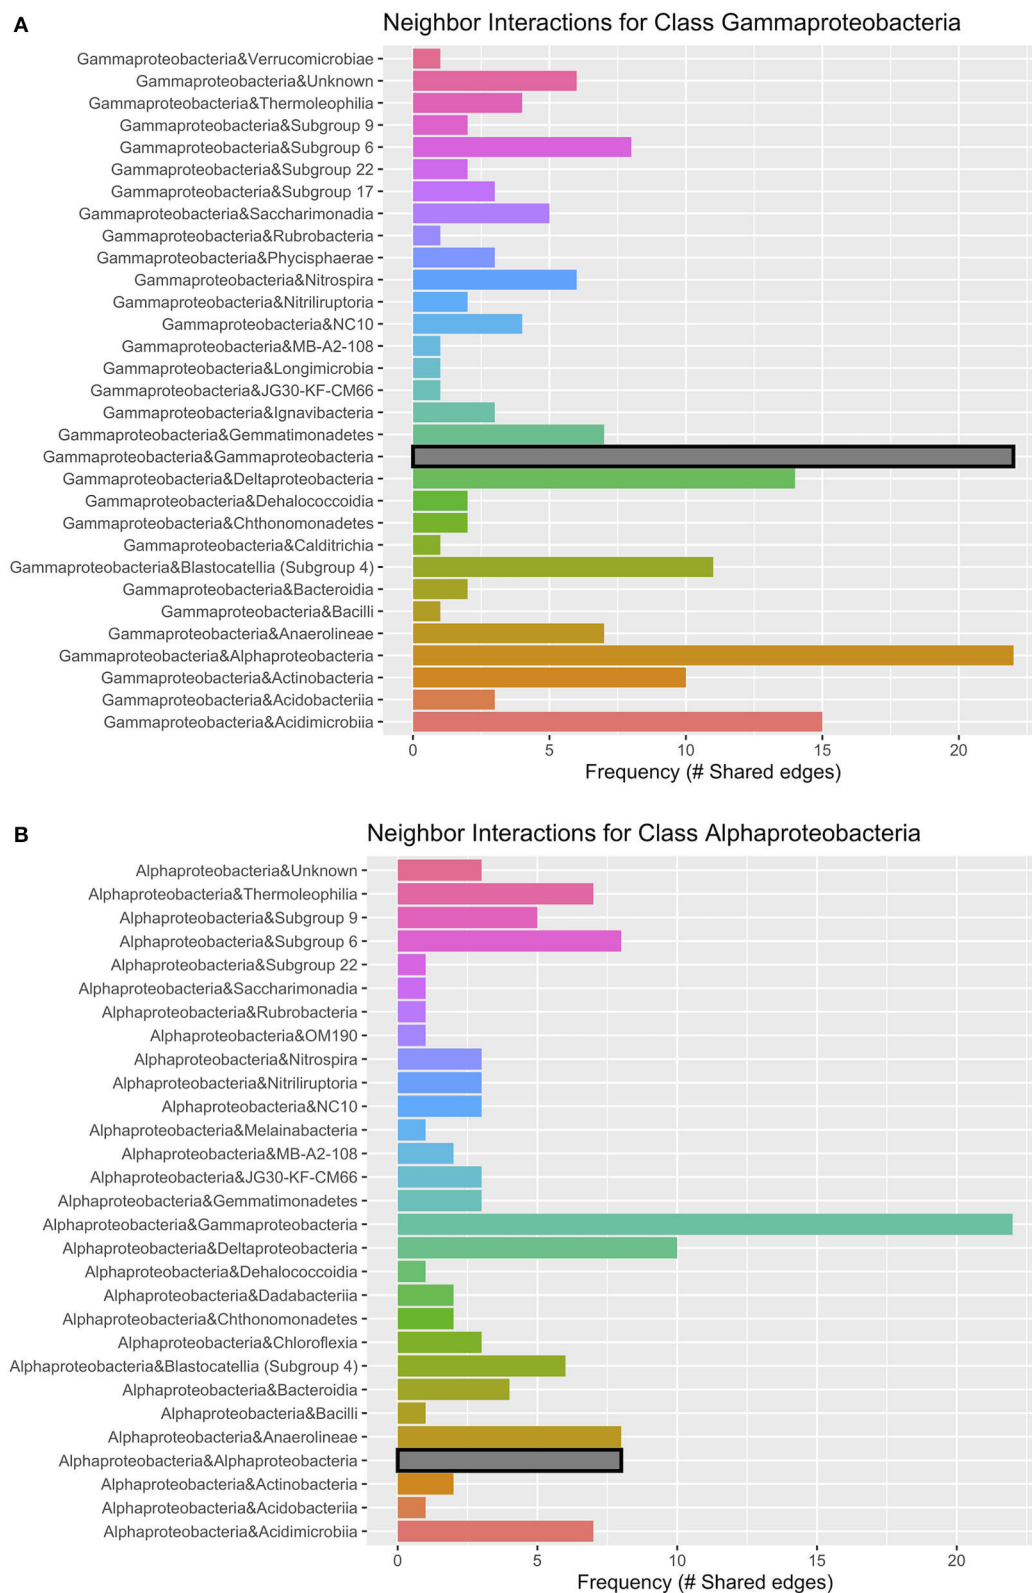 A
Neighbor Interactions for Class Gammaproteobacteria
Gammaproteobacteria&Verrucomicrobiae
Gammaproteobacteria&Unknown
Gammaproteobacteria&Thermoleophilia
Gammaproteobacteria&Subgroup 9
Gammaproteobacteria&Subgroup 6
Gammaproteobacteria&Subgroup 22
Gammaproteobacteria&Subgroup 17
Gammaproteobacteria&Saccharimonadia
Gammaproteobacteria&Rubrobacteria
Gammaproteobacteria&Phycisphaerae
Gammaproteobacteria&Nitrospira
Gammaproteobacteria&Nitriliruptoria
Gammaproteobacteria&NC10
Gammaproteobacteria&MB-A2-108
Gammaproteobacteria&Longimicrobia
Gammaproteobacteria&JG30-KF-CM66
Gammaproteobacteria&Ignavibacteria
Gammaproteobacteria&Gemmatimonadetes
Gammaproteobacteria&Gammaproteobacteria
Gammaproteobacteria&Deltaproteobacteria
Gammaproteobacteria&Dehalococcoidia
Gammaproteobacteria&Chthonomonadetes
Gammaproteobacteria&Calditrichia
Gammaproteobacteria&Blastocatellia (Subgroup 4)
Gammaproteobacteria&Bacteroidia
Gammaproteobacteria&Bacilli
Gammaproteobacteria&Anaerolineae
Gammaproteobacteria&Alphaproteobacteria
Gammaproteobacteria&Actinobacteria
Gammaproteobacteria&Acidobacteriia
Gammaproteobacteria&Acidimicrobiia
0 5 10 15 20
Frequency (# Shared edges)
B
Neighbor Interactions for Class Alphaproteobacteria
Alphaproteobacteria&Unknown
Alphaproteobacteria&Thermoleophilia
Alphaproteobacteria&Subgroup 9
Alphaproteobacteria&Subgroup 6
Alphaproteobacteria&Subgroup 22
Alphaproteobacteria&Saccharimonadia
Alphaproteobacteria&Rubrobacteria
Alphaproteobacteria&OM190
Alphaproteobacteria&Nitrospira
Alphaproteobacteria&Nitriliruptoria
Alphaproteobacteria&NC10
Alphaproteobacteria&Melainabacteria
Alphaproteobacteria&MB-A2-108
Alphaproteobacteria&JG30-KF-CM66
Alphaproteobacteria&Gemmatimonadetes
Alphaproteobacteria&Gammaproteobacteria
Alphaproteobacteria&Deltaproteobacteria
Alphaproteobacteria&Dehalococcoidia
Alphaproteobacteria&Dadabacteriia
Alphaproteobacteria&Chthonomonadetes
Alphaproteobacteria&Chloroflexia
Alphaproteobacteria&Blastocatellia (Subgroup 4)
Alphaproteobacteria&Bacteroidia
Alphaproteobacteria&Bacilli
Alphaproteobacteria&Anaerolineae
Alphaproteobacteria&Alphaproteobacteria
Alphaproteobacteria&Actinobacteria
Alphaproteobacteria&Acidobacteriia
Alphaproteobacteria&Acidimicrobiia
0 5 10 15 20
Frequency (# Shared edges)